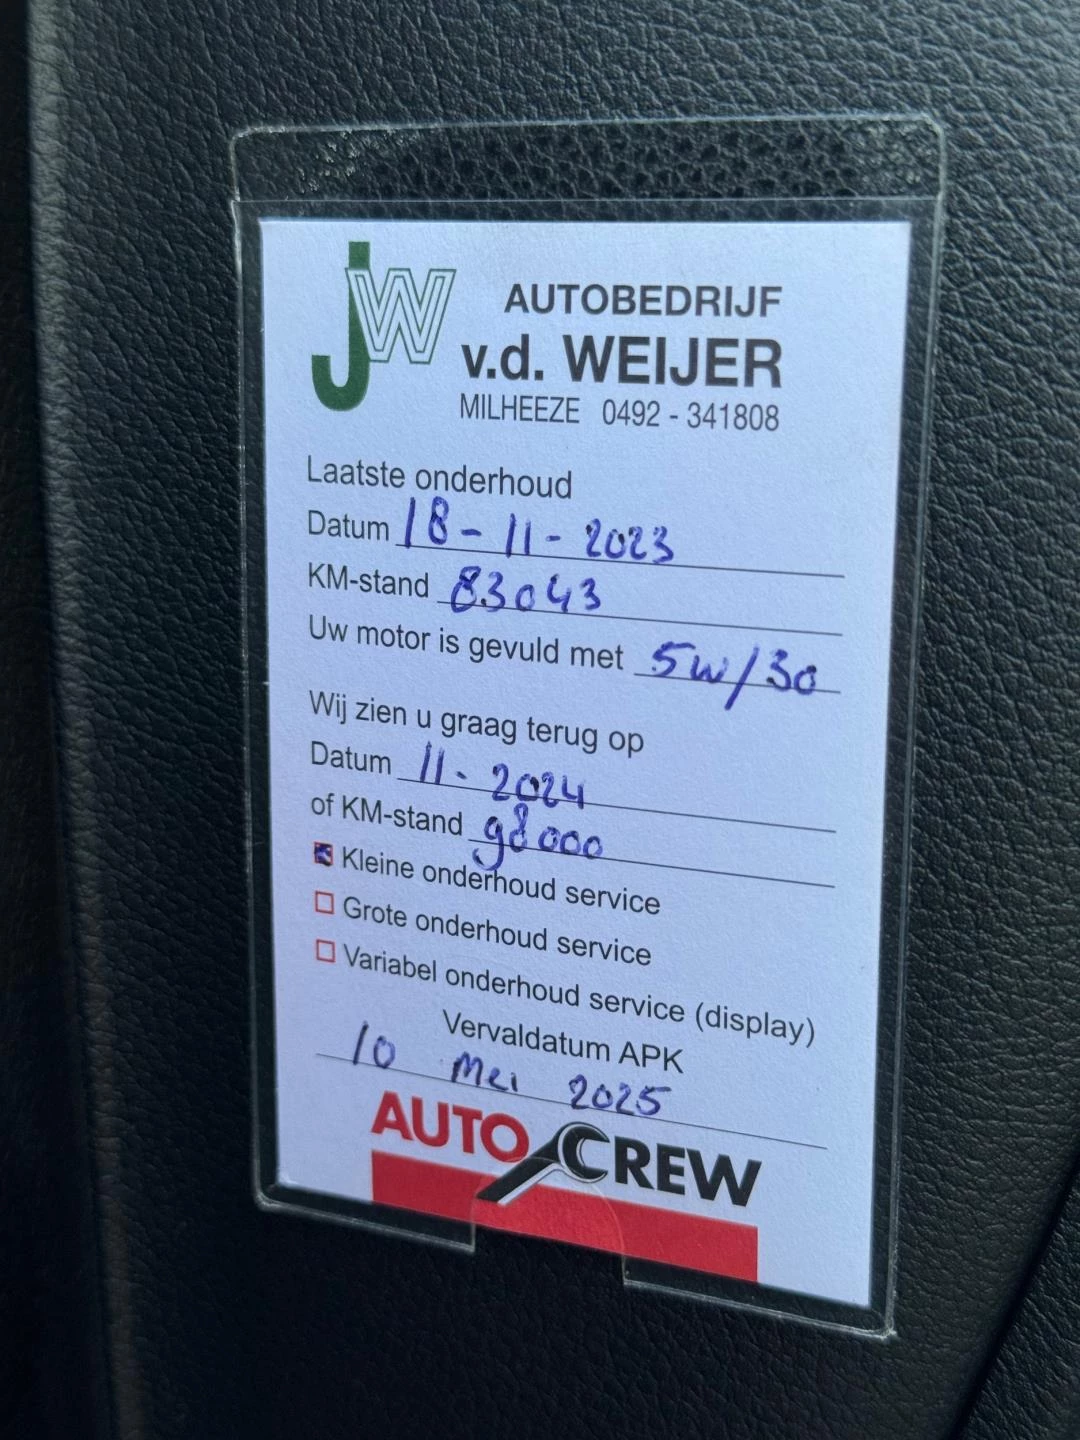 JW
AUTOBEDRIJF
v.d. WEIJER
MILHEEZE 0492 - 341808
Laatste onderhoud
Datum 18-11-2023
KM-stand 83043
Uw motor is gevuld met 5w/30
Wij zien u graag terug op
Datum 11-2024
of KM-stand 98000
Kleine onderhoud service
Grote onderhoud service
Variabel onderhoud service (display)
Vervaldatum APK
10 Mei 2025
AUTO CREW